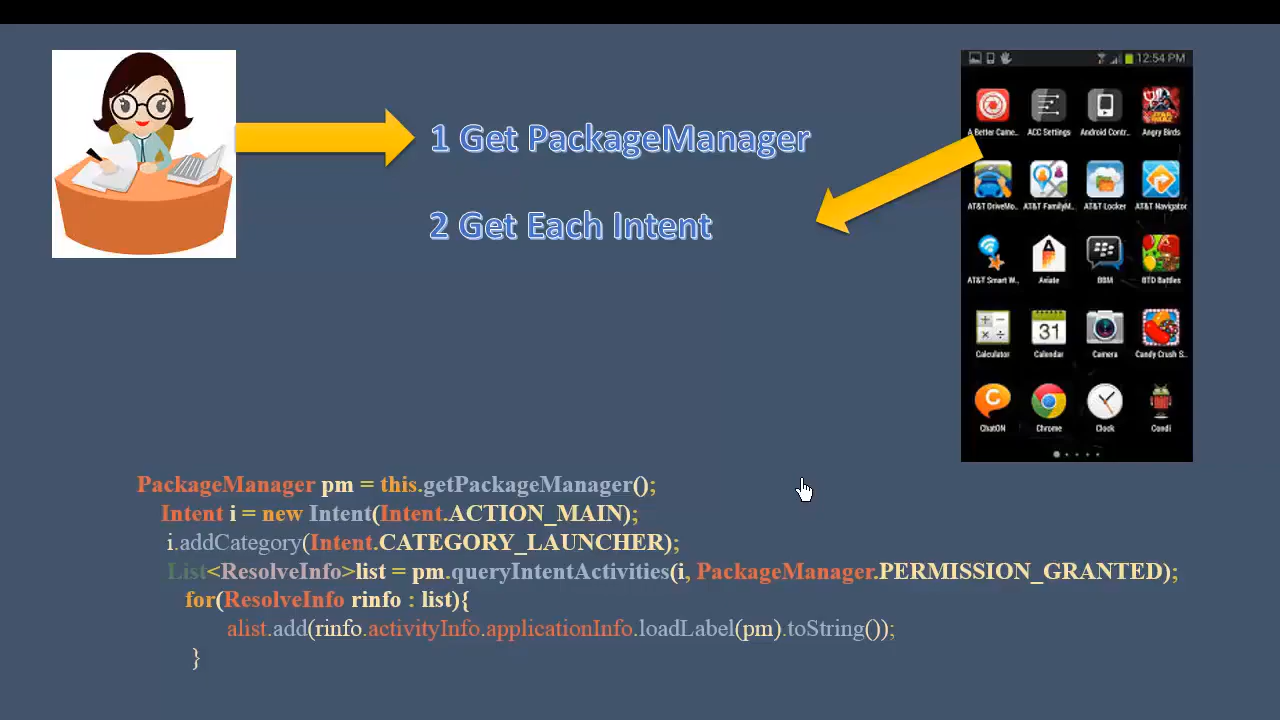 12:54 PM
1 Get PackageManager
2 Get Each Intent
A Better Came..
ACC Settings
Android Contr..
Angry Birds
AT&T DriveMo..
AT&T FamilyM..
AT&T Locker
AT&T Navigator
AT&T Smart W..
Aviate
BBM
BTD Battles
31
Calculator
Calendar
Camera
Candy Crush S..
ChatON
Chrome
Clock
Condi
PackageManager pm = this.getPackageManager();
Intent i = new Intent(Intent.ACTION_MAIN);
i.addCategory(Intent.CATEGORY_LAUNCHER);
List<ResolveInfo>list = pm.queryIntentActivities(i, PackageManager.PERMISSION_GRANTED);
for(ResolveInfo rinfo : list){
alist.add(rinfo.activityInfo.applicationInfo.loadLabel(pm).toString());
}